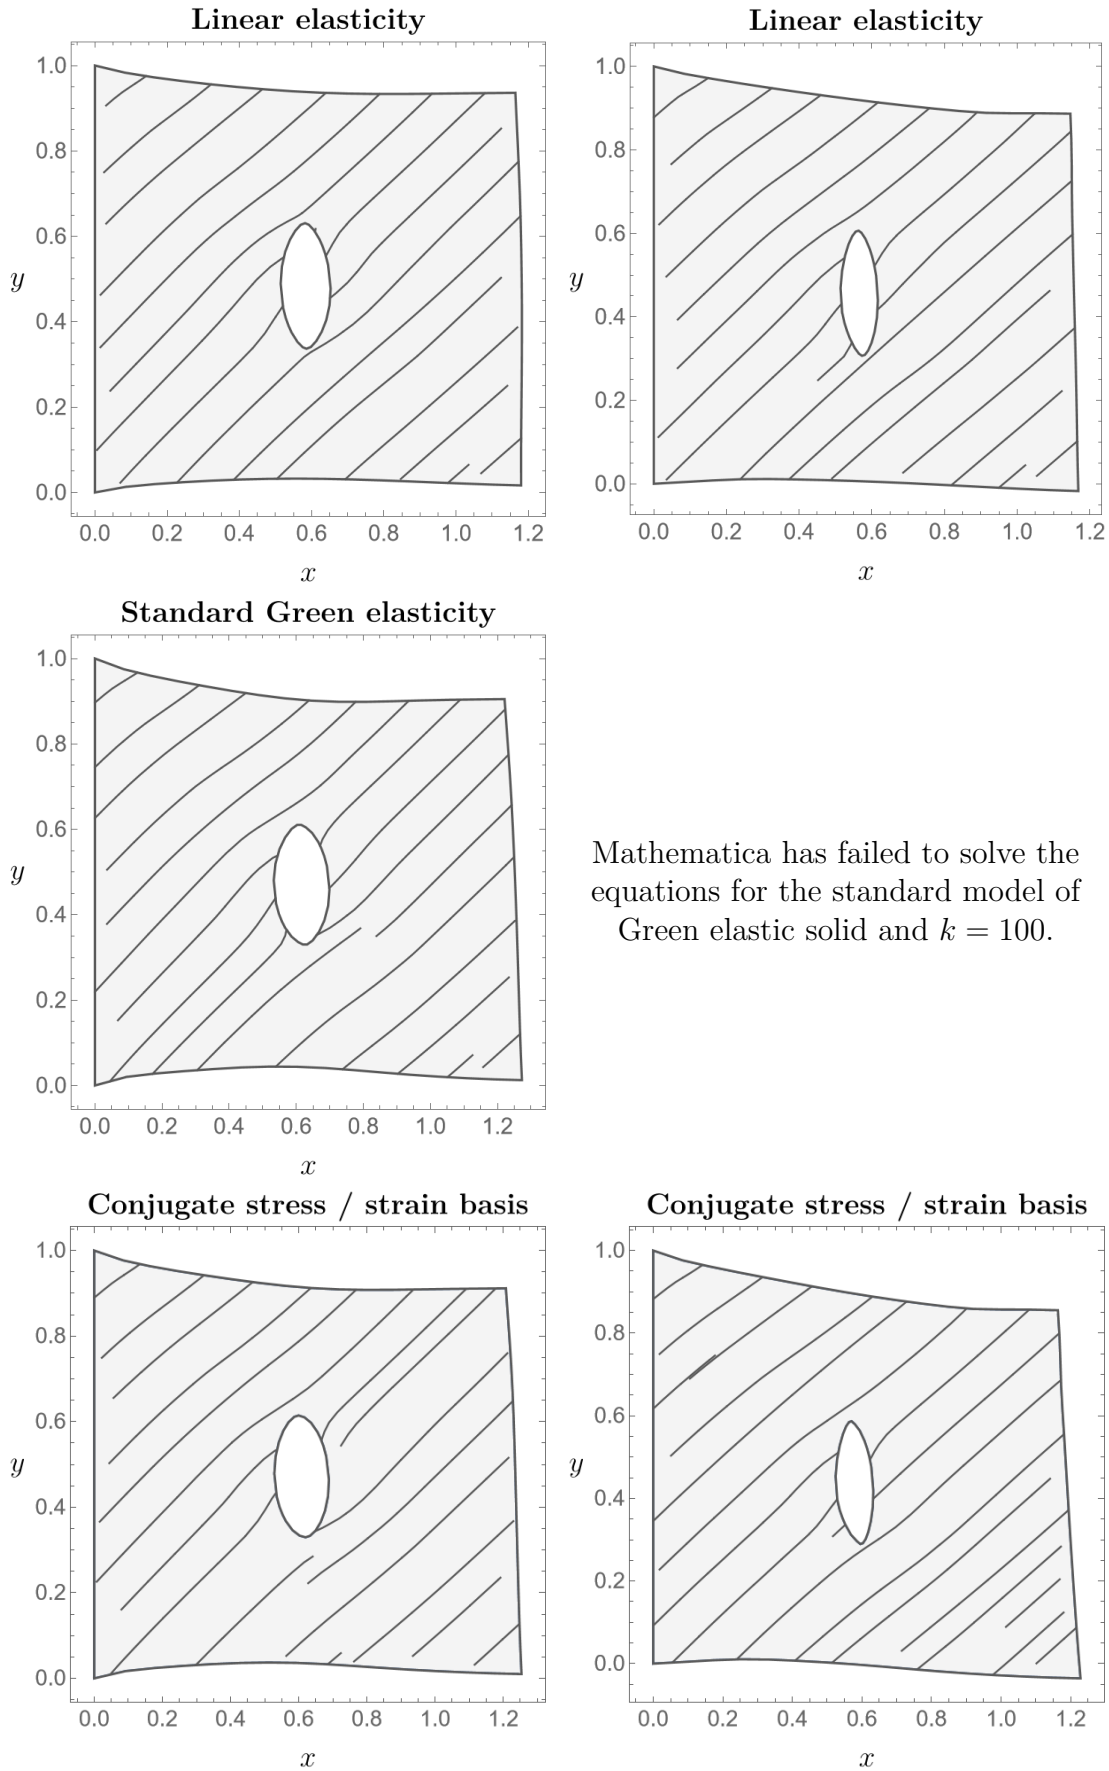 Linear elasticity
1.0
0.8
0.6
y
0.4
0.2
0.0
0.0 0.2 0.4 0.6 0.8 1.0 1.2
x
Linear elasticity
1.0
0.8
0.6
y
0.4
0.2
0.0
0.0 0.2 0.4 0.6 0.8 1.0 1.2
x
Standard Green elasticity
1.0
0.8
0.6
y
0.4
0.2
0.0
0.0 0.2 0.4 0.6 0.8 1.0 1.2
x
Mathematica has failed to solve the
equations for the standard model of
Green elastic solid and k = 100.
Conjugate stress / strain basis
1.0
0.8
0.6
y
0.4
0.2
0.0
0.0 0.2 0.4 0.6 0.8 1.0 1.2
x
Conjugate stress / strain basis
1.0
0.8
0.6
y
0.4
0.2
0.0
0.0 0.2 0.4 0.6 0.8 1.0 1.2
x